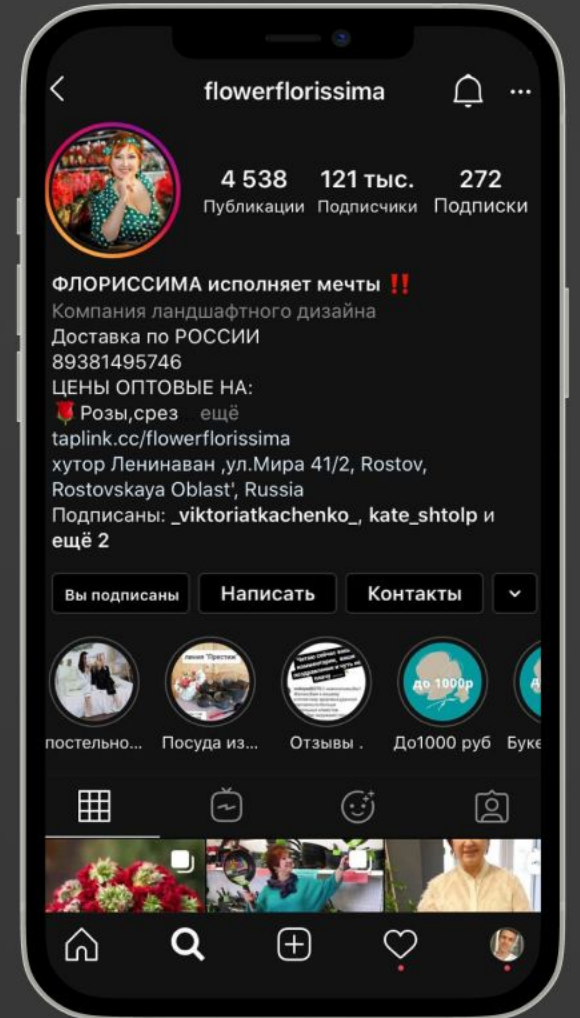 flowerflorissima
4 538 121 тыс. 272
Публикации Подписчики Подписки
ФЛОРИССИМА исполняет мечты ‼️
Компания ландшафтного дизайна
Доставка по РОССИИ
89381495746
ЦЕНЫ ОПТОВЫЕ НА:
🌹 Розы,срез ... ещё
taplink.cc/flowerflorissima
хутор Ленинаван ,ул.Мира 41/2, Rostov,
Rostovskaya Oblast', Russia
Подписаны: _viktoriatkachenko_, kate_shtolp и
ещё 2
Вы подписаны Написать Контакты
линия "Престиж"
до 1000р
постельно... Посуда из... Отзывы . До1000 руб Буке